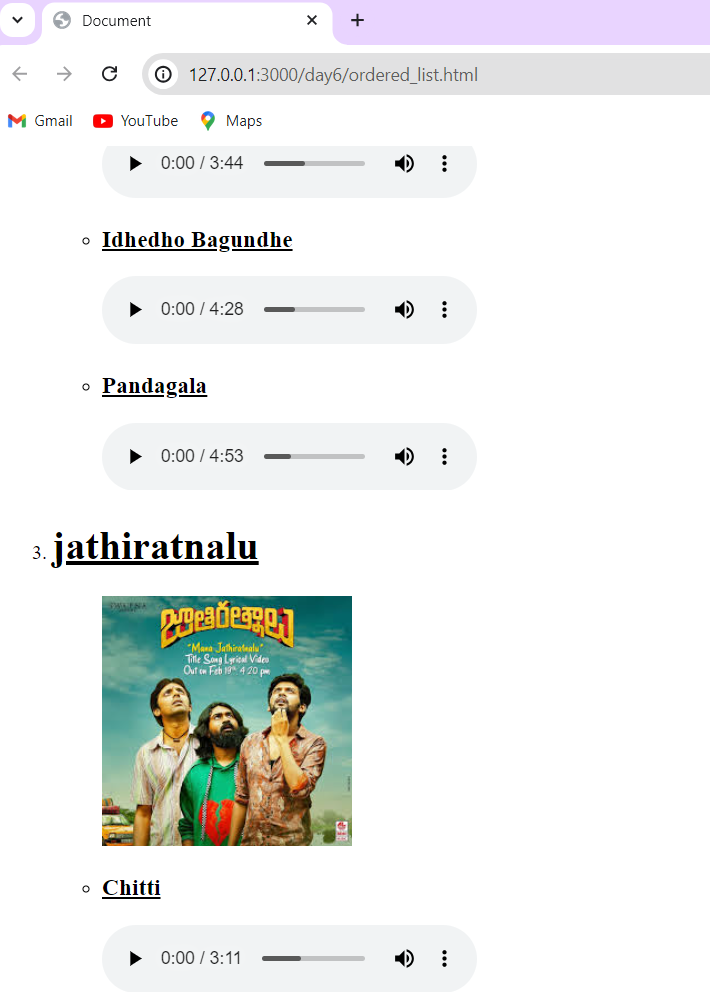 Document
127.0.0.1:3000/day6/ordered_list.html
Gmail YouTube Maps
0:00 / 3:44
Idhedho Bagundhe
0:00 / 4:28
Pandagala
0:00 / 4:53
3. jathiratnalu
జాతిరత్నాలు
"Mana Jathiratnalu"
Title Song Lyrical Video
Out on Feb 19th 4:20 pm
Chitti
0:00 / 3:11